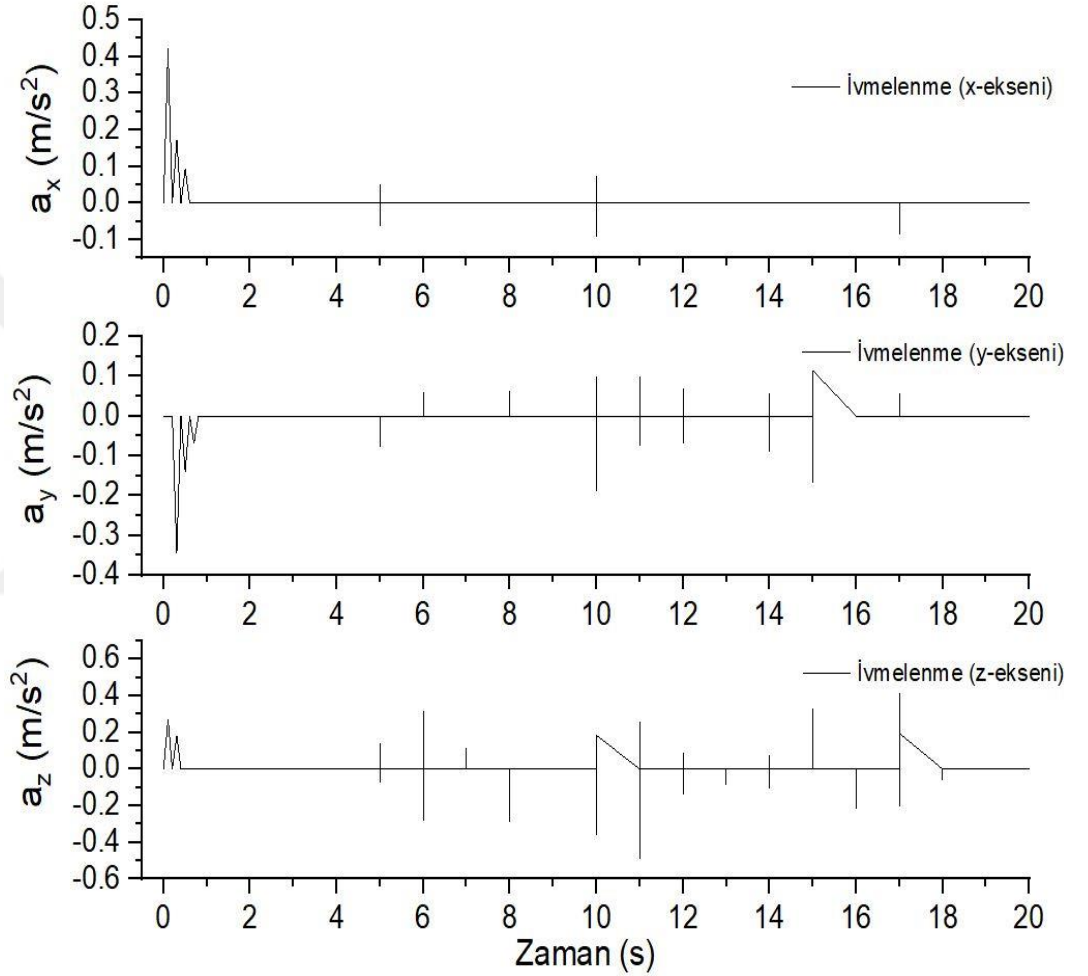 0.5
0.4
0.3
0.2
0.1
0.0
-0.1
aₓ (m/s²)
İvmelenme (x-ekseni)
0 2 4 6 8 10 12 14 16 18 20
0.2
0.1
0.0
-0.1
-0.2
-0.3
-0.4
a_y (m/s²)
İvmelenme (y-ekseni)
0 2 4 6 8 10 12 14 16 18 20
0.6
0.4
0.2
0.0
-0.2
-0.4
-0.6
a_z (m/s²)
İvmelenme (z-ekseni)
0 2 4 6 8 10 12 14 16 18 20
Zaman (s)